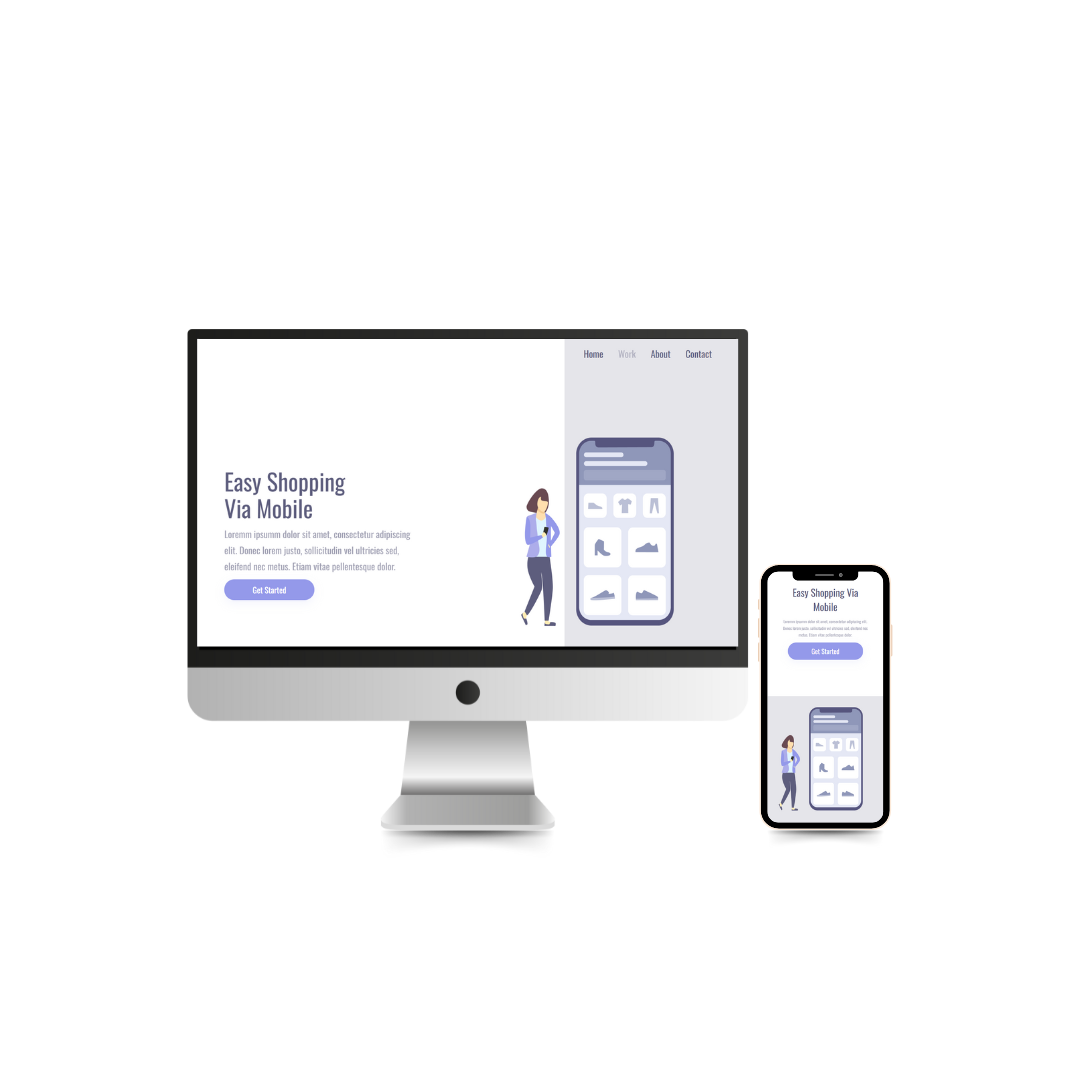 Home Work About Contact
Easy Shopping
Via Mobile
Loremm ipsumm dolor sit amet, consectetur adipiscing
elit. Donec lorem justo, sollicitudin vel ultricies sed,
eleifend nec metus. Etiam vitae pellentesque dolor.
Get Started
Easy Shopping Via
Mobile
Get Started